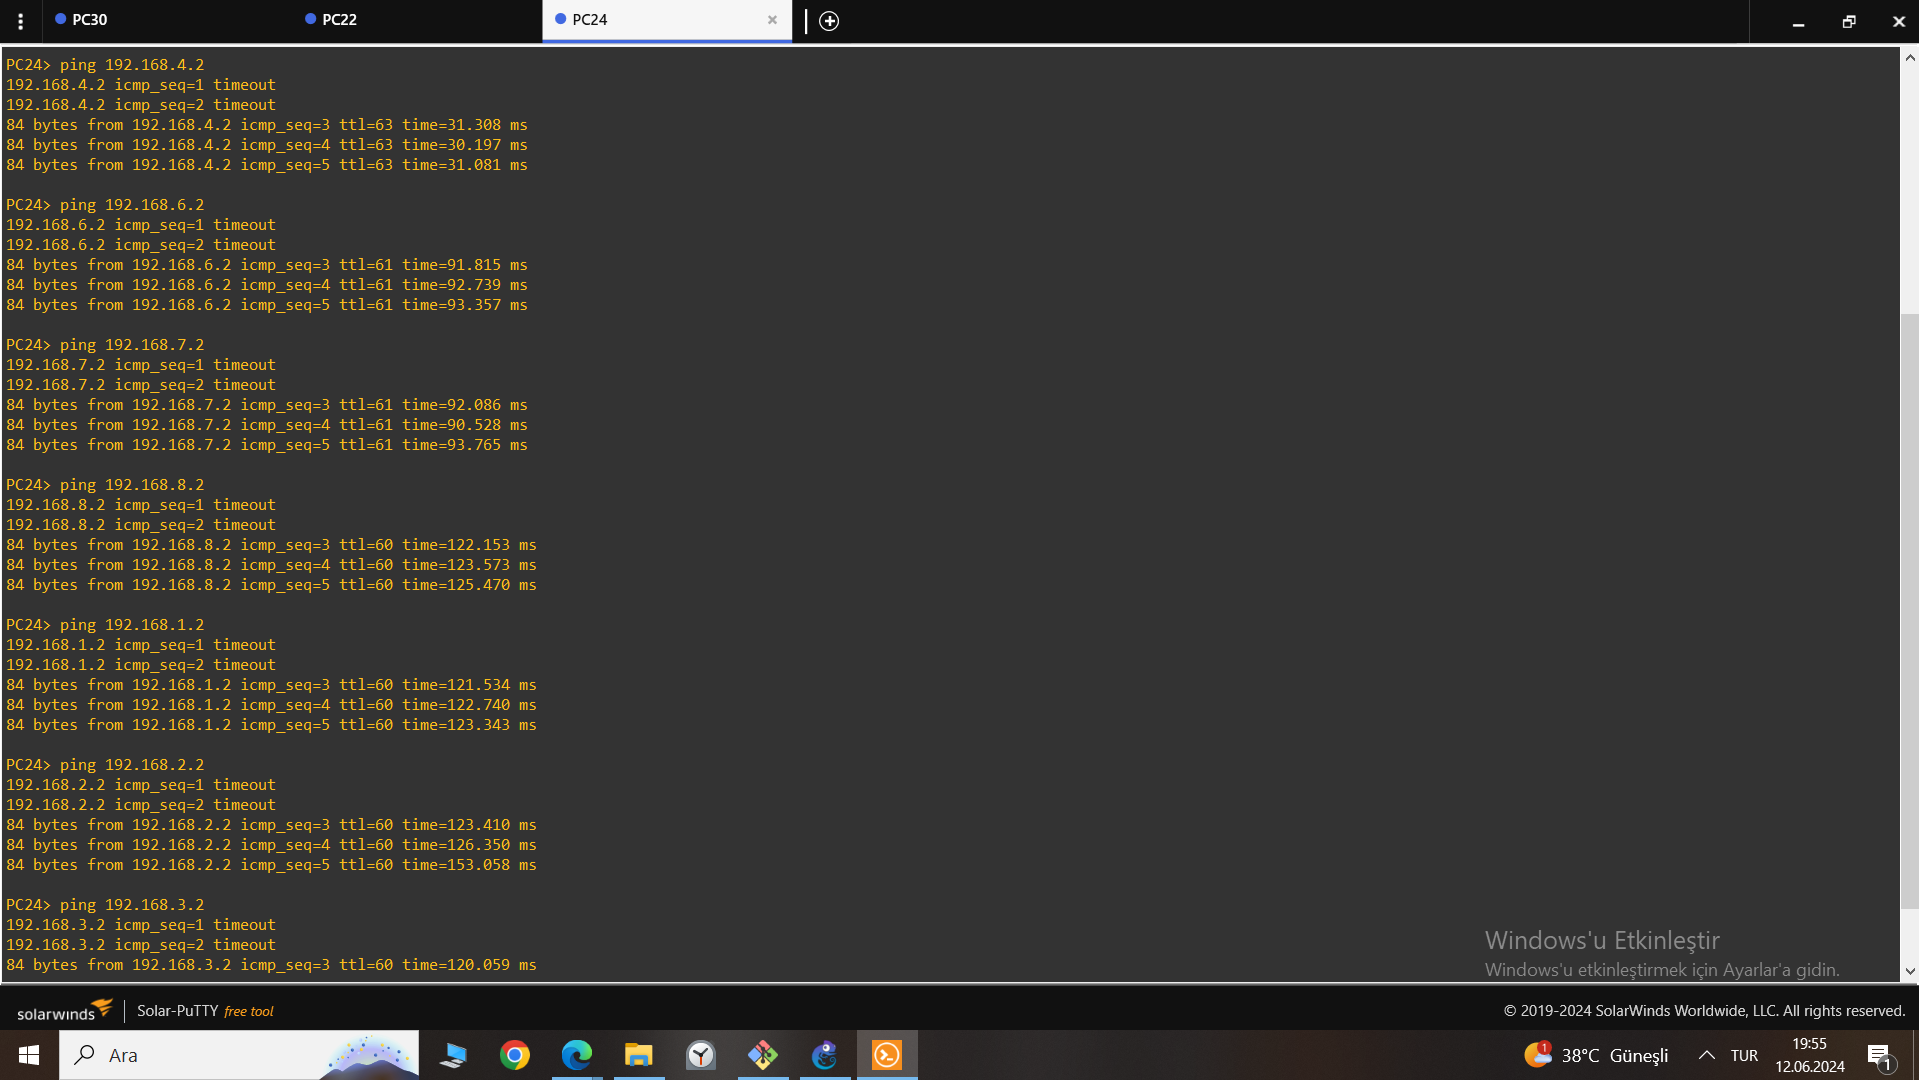 PC30
PC22
PC24
PC24> ping 192.168.4.2
192.168.4.2 icmp_seq=1 timeout
192.168.4.2 icmp_seq=2 timeout
84 bytes from 192.168.4.2 icmp_seq=3 ttl=63 time=31.308 ms
84 bytes from 192.168.4.2 icmp_seq=4 ttl=63 time=30.197 ms
84 bytes from 192.168.4.2 icmp_seq=5 ttl=63 time=31.081 ms
PC24> ping 192.168.6.2
192.168.6.2 icmp_seq=1 timeout
192.168.6.2 icmp_seq=2 timeout
84 bytes from 192.168.6.2 icmp_seq=3 ttl=61 time=91.815 ms
84 bytes from 192.168.6.2 icmp_seq=4 ttl=61 time=92.739 ms
84 bytes from 192.168.6.2 icmp_seq=5 ttl=61 time=93.357 ms
PC24> ping 192.168.7.2
192.168.7.2 icmp_seq=1 timeout
192.168.7.2 icmp_seq=2 timeout
84 bytes from 192.168.7.2 icmp_seq=3 ttl=61 time=92.086 ms
84 bytes from 192.168.7.2 icmp_seq=4 ttl=61 time=90.528 ms
84 bytes from 192.168.7.2 icmp_seq=5 ttl=61 time=93.765 ms
PC24> ping 192.168.8.2
192.168.8.2 icmp_seq=1 timeout
192.168.8.2 icmp_seq=2 timeout
84 bytes from 192.168.8.2 icmp_seq=3 ttl=60 time=122.153 ms
84 bytes from 192.168.8.2 icmp_seq=4 ttl=60 time=123.573 ms
84 bytes from 192.168.8.2 icmp_seq=5 ttl=60 time=125.470 ms
PC24> ping 192.168.1.2
192.168.1.2 icmp_seq=1 timeout
192.168.1.2 icmp_seq=2 timeout
84 bytes from 192.168.1.2 icmp_seq=3 ttl=60 time=121.534 ms
84 bytes from 192.168.1.2 icmp_seq=4 ttl=60 time=122.740 ms
84 bytes from 192.168.1.2 icmp_seq=5 ttl=60 time=123.343 ms
PC24> ping 192.168.2.2
192.168.2.2 icmp_seq=1 timeout
192.168.2.2 icmp_seq=2 timeout
84 bytes from 192.168.2.2 icmp_seq=3 ttl=60 time=123.410 ms
84 bytes from 192.168.2.2 icmp_seq=4 ttl=60 time=126.350 ms
84 bytes from 192.168.2.2 icmp_seq=5 ttl=60 time=153.058 ms
PC24> ping 192.168.3.2
192.168.3.2 icmp_seq=1 timeout
192.168.3.2 icmp_seq=2 timeout
84 bytes from 192.168.3.2 icmp_seq=3 ttl=60 time=120.059 ms
Windows'u Etkinleştir
Windows'u etkinleştirmek için Ayarlar'a gidin.
solarwinds Solar-PuTTY free tool
© 2019-2024 SolarWinds Worldwide, LLC. All rights reserved.
Ara
1
38°C Güneşli
TUR
19:55
12.06.2024
1